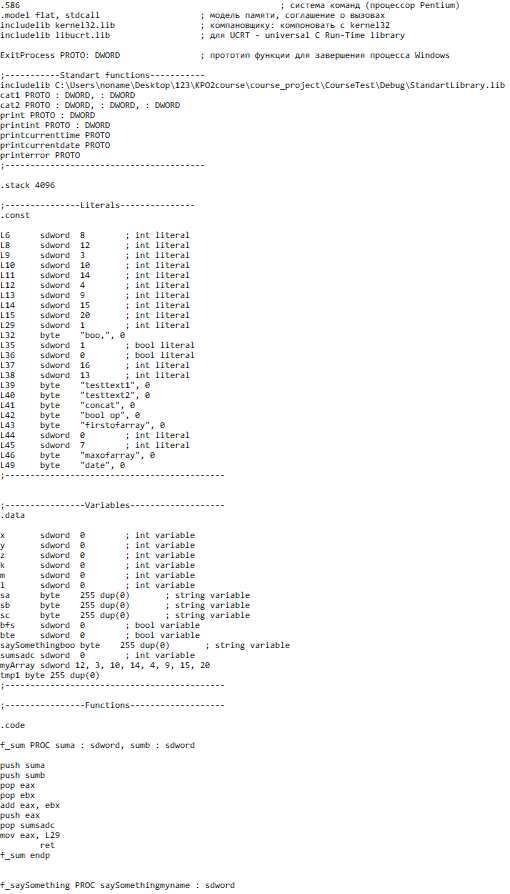 .586 ; система команд (процессор Pentium)
.model flat, stdcall ; модель памяти, соглашение о вызовах
includelib kernel32.lib ; компановщику: компоновать с kernel32
includelib libucrt.lib ; для UCRT - universal C Run-Time library
ExitProcess PROTO: DWORD ; прототип функции для завершения процесса Windows
;-----------Standart functions-----------
includelib C:\Users\noname\Desktop\123\KPO2course\course_project\CourseTest\Debug\StandartLibrary.lib
cat1 PROTO : DWORD, : DWORD
cat2 PROTO : DWORD, : DWORD, : DWORD
print PROTO : DWORD
printint PROTO : DWORD
printcurrenttime PROTO
printcurrentdate PROTO
printerror PROTO
;----------------------------------------
.stack 4096
;---------------Literals---------------
.const
L6 sdword 8 ; int literal
L8 sdword 12 ; int literal
L9 sdword 3 ; int literal
L10 sdword 10 ; int literal
L11 sdword 14 ; int literal
L12 sdword 4 ; int literal
L13 sdword 9 ; int literal
L14 sdword 15 ; int literal
L15 sdword 20 ; int literal
L29 sdword 1 ; int literal
L32 byte "boo,", 0
L35 sdword 1 ; bool literal
L36 sdword 0 ; bool literal
L37 sdword 16 ; int literal
L38 sdword 13 ; int literal
L39 byte "testtext1", 0
L40 byte "testtext2", 0
L41 byte "concat", 0
L42 byte "bool op", 0
L43 byte "firstofarray", 0
L44 sdword 0 ; int literal
L45 sdword 7 ; int literal
L46 byte "maxofarray", 0
L49 byte "date", 0
;--------------------------------------------
;----------------Variables-------------------
.data
x sdword 0 ; int variable
y sdword 0 ; int variable
z sdword 0 ; int variable
k sdword 0 ; int variable
m sdword 0 ; int variable
l sdword 0 ; int variable
sa byte 255 dup(0) ; string variable
sb byte 255 dup(0) ; string variable
sc byte 255 dup(0) ; string variable
bfs sdword 0 ; bool variable
bte sdword 0 ; bool variable
saySomethingboo byte 255 dup(0) ; string variable
sumsadc sdword 0 ; int variable
myArray sdword 12, 3, 10, 14, 4, 9, 15, 20
tmp1 byte 255 dup(0)
;--------------------------------------------
;----------------Functions-------------------
.code
f_sum PROC suma : sdword, sumb : sdword
push suma
push sumb
pop eax
pop ebx
add eax, ebx
push eax
pop sumsadc
mov eax, L29
ret
f_sum endp
f_saySomething PROC saySomethingmyname : sdword